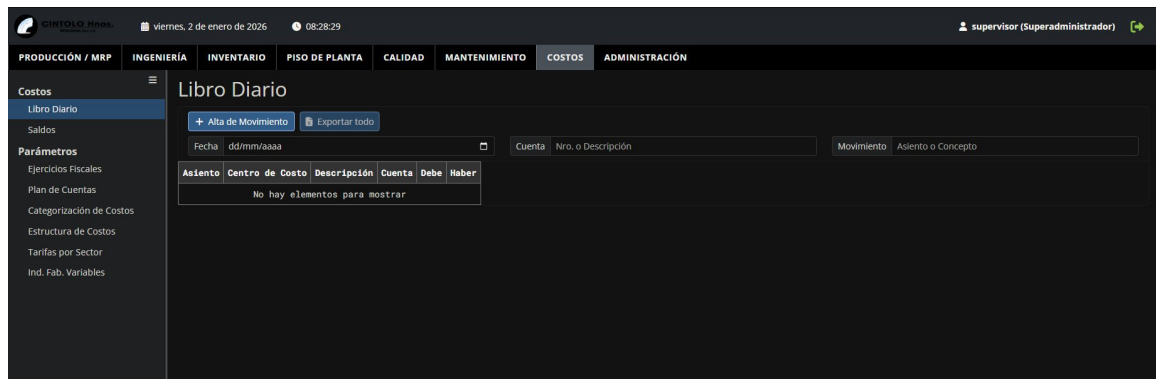 CINTOLO Hnos. viernes, 2 de enero de 2026 08:28:29 supervisor (Superadministrador)
PRODUCCIÓN / MRP INGENIERÍA INVENTARIO PISO DE PLANTA CALIDAD MANTENIMIENTO COSTOS ADMINISTRACIÓN
Costos
Libro Diario
Saldos
Parámetros
Ejercicios Fiscales
Plan de Cuentas
Categorización de Costos
Estructura de Costos
Tarifas por Sector
Ind. Fab. Variables
Libro Diario
+ Alta de Movimiento Exportar todo
Fecha dd/mm/aaaa Cuenta Nro. o Descripción Movimiento Asiento o Concepto
Asiento Centro de Costo Descripción Cuenta Debe Haber
No hay elementos para mostrar